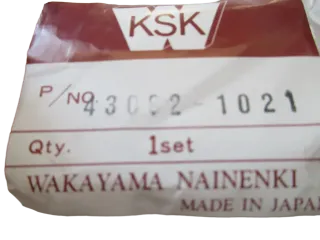 KSK
P/NO. 43002-1021
Qty. 1set
WAKAYAMA NAINENKI
MADE IN JAPAN